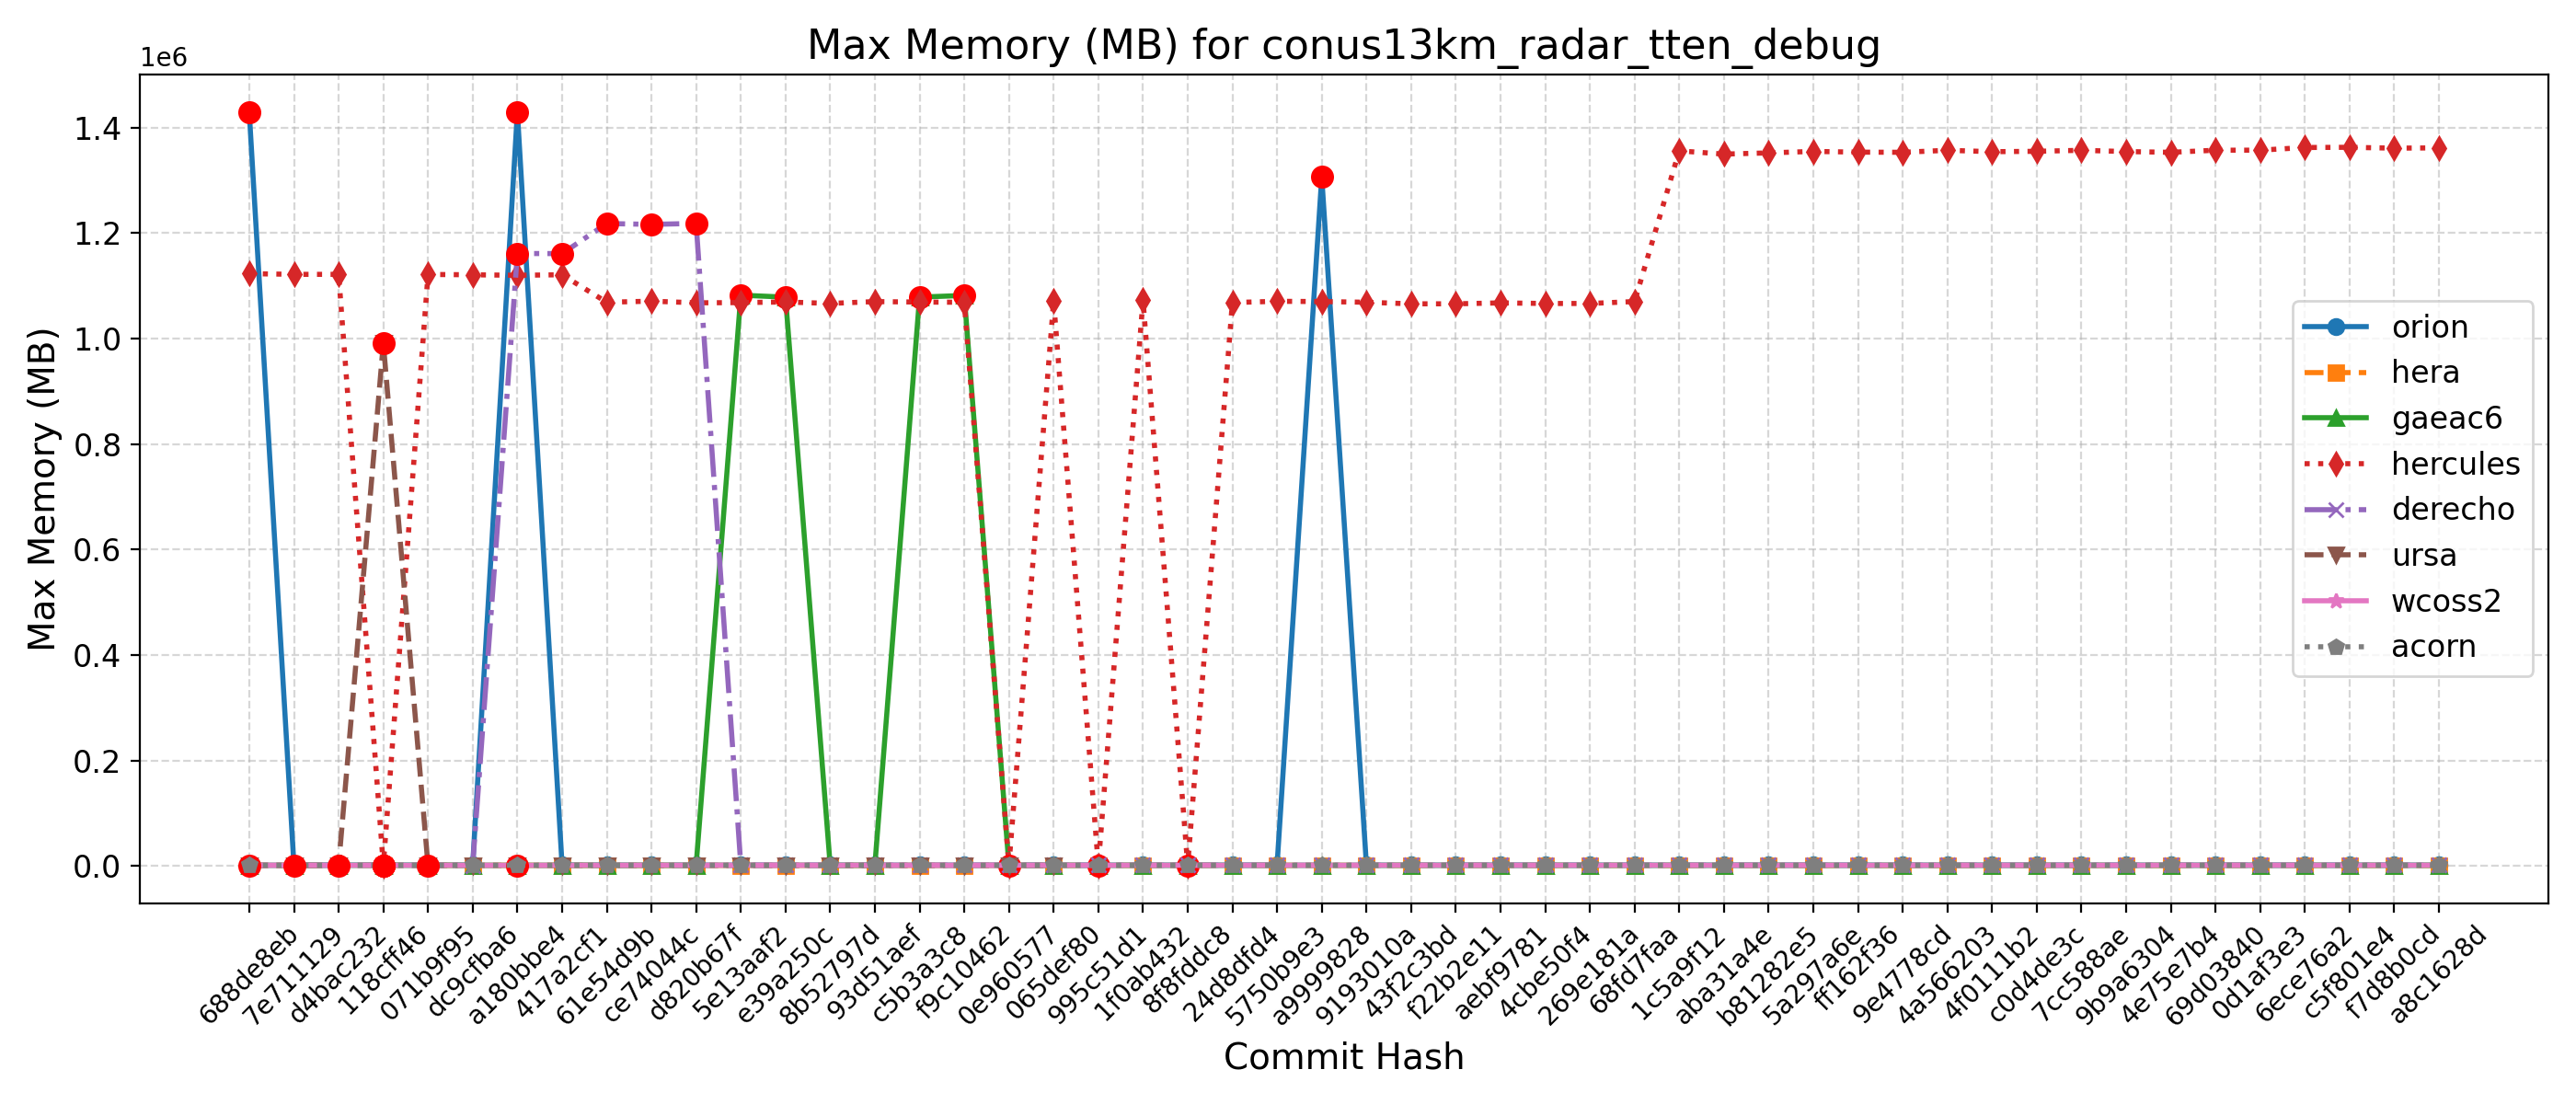 Max Memory (MB) for conus13km_radar_tten_debug
1e6
1.4
1.2
1.0
0.8
0.6
0.4
0.2
0.0
Max Memory (MB)
orion
hera
gaeac6
hercules
derecho
ursa
wcoss2
acorn
688de8eb
7e711129
d4bac232
118cff46
071b9f95
dc9cfba6
a180bbe4
417a2cf1
61e54d9b
ce74044c
d820b67f
5e13aaf2
e39a250c
8b52797d
93d51aef
c5b3a3c8
f9c10462
0e960577
065def80
995c51d1
1f0ab432
8f8fddc8
24d8dfd4
5750b9e3
a9999828
9193010a
43f2c3bd
f22b2e11
aebf9781
4cbe50f4
269e181a
68fd7faa
1c5a9f12
aba31a4e
b81282e5
5a297a6e
ff162f36
9e4778cd
4a566203
4f0111b2
c0d4de3c
7cc588ae
9b9a6304
4e75e7b4
69d03840
0d1af3e3
6ece76a2
c5f801e4
f7d8b0cd
a8c1628d
Commit Hash